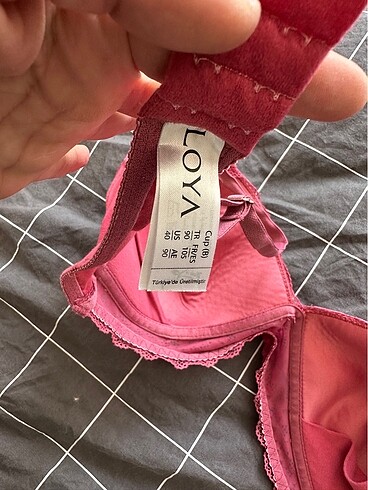 LOYA
Cup (B)
TR FR/ES
90 105
US AE
40 90
Türkiye'de Üretilmiştir